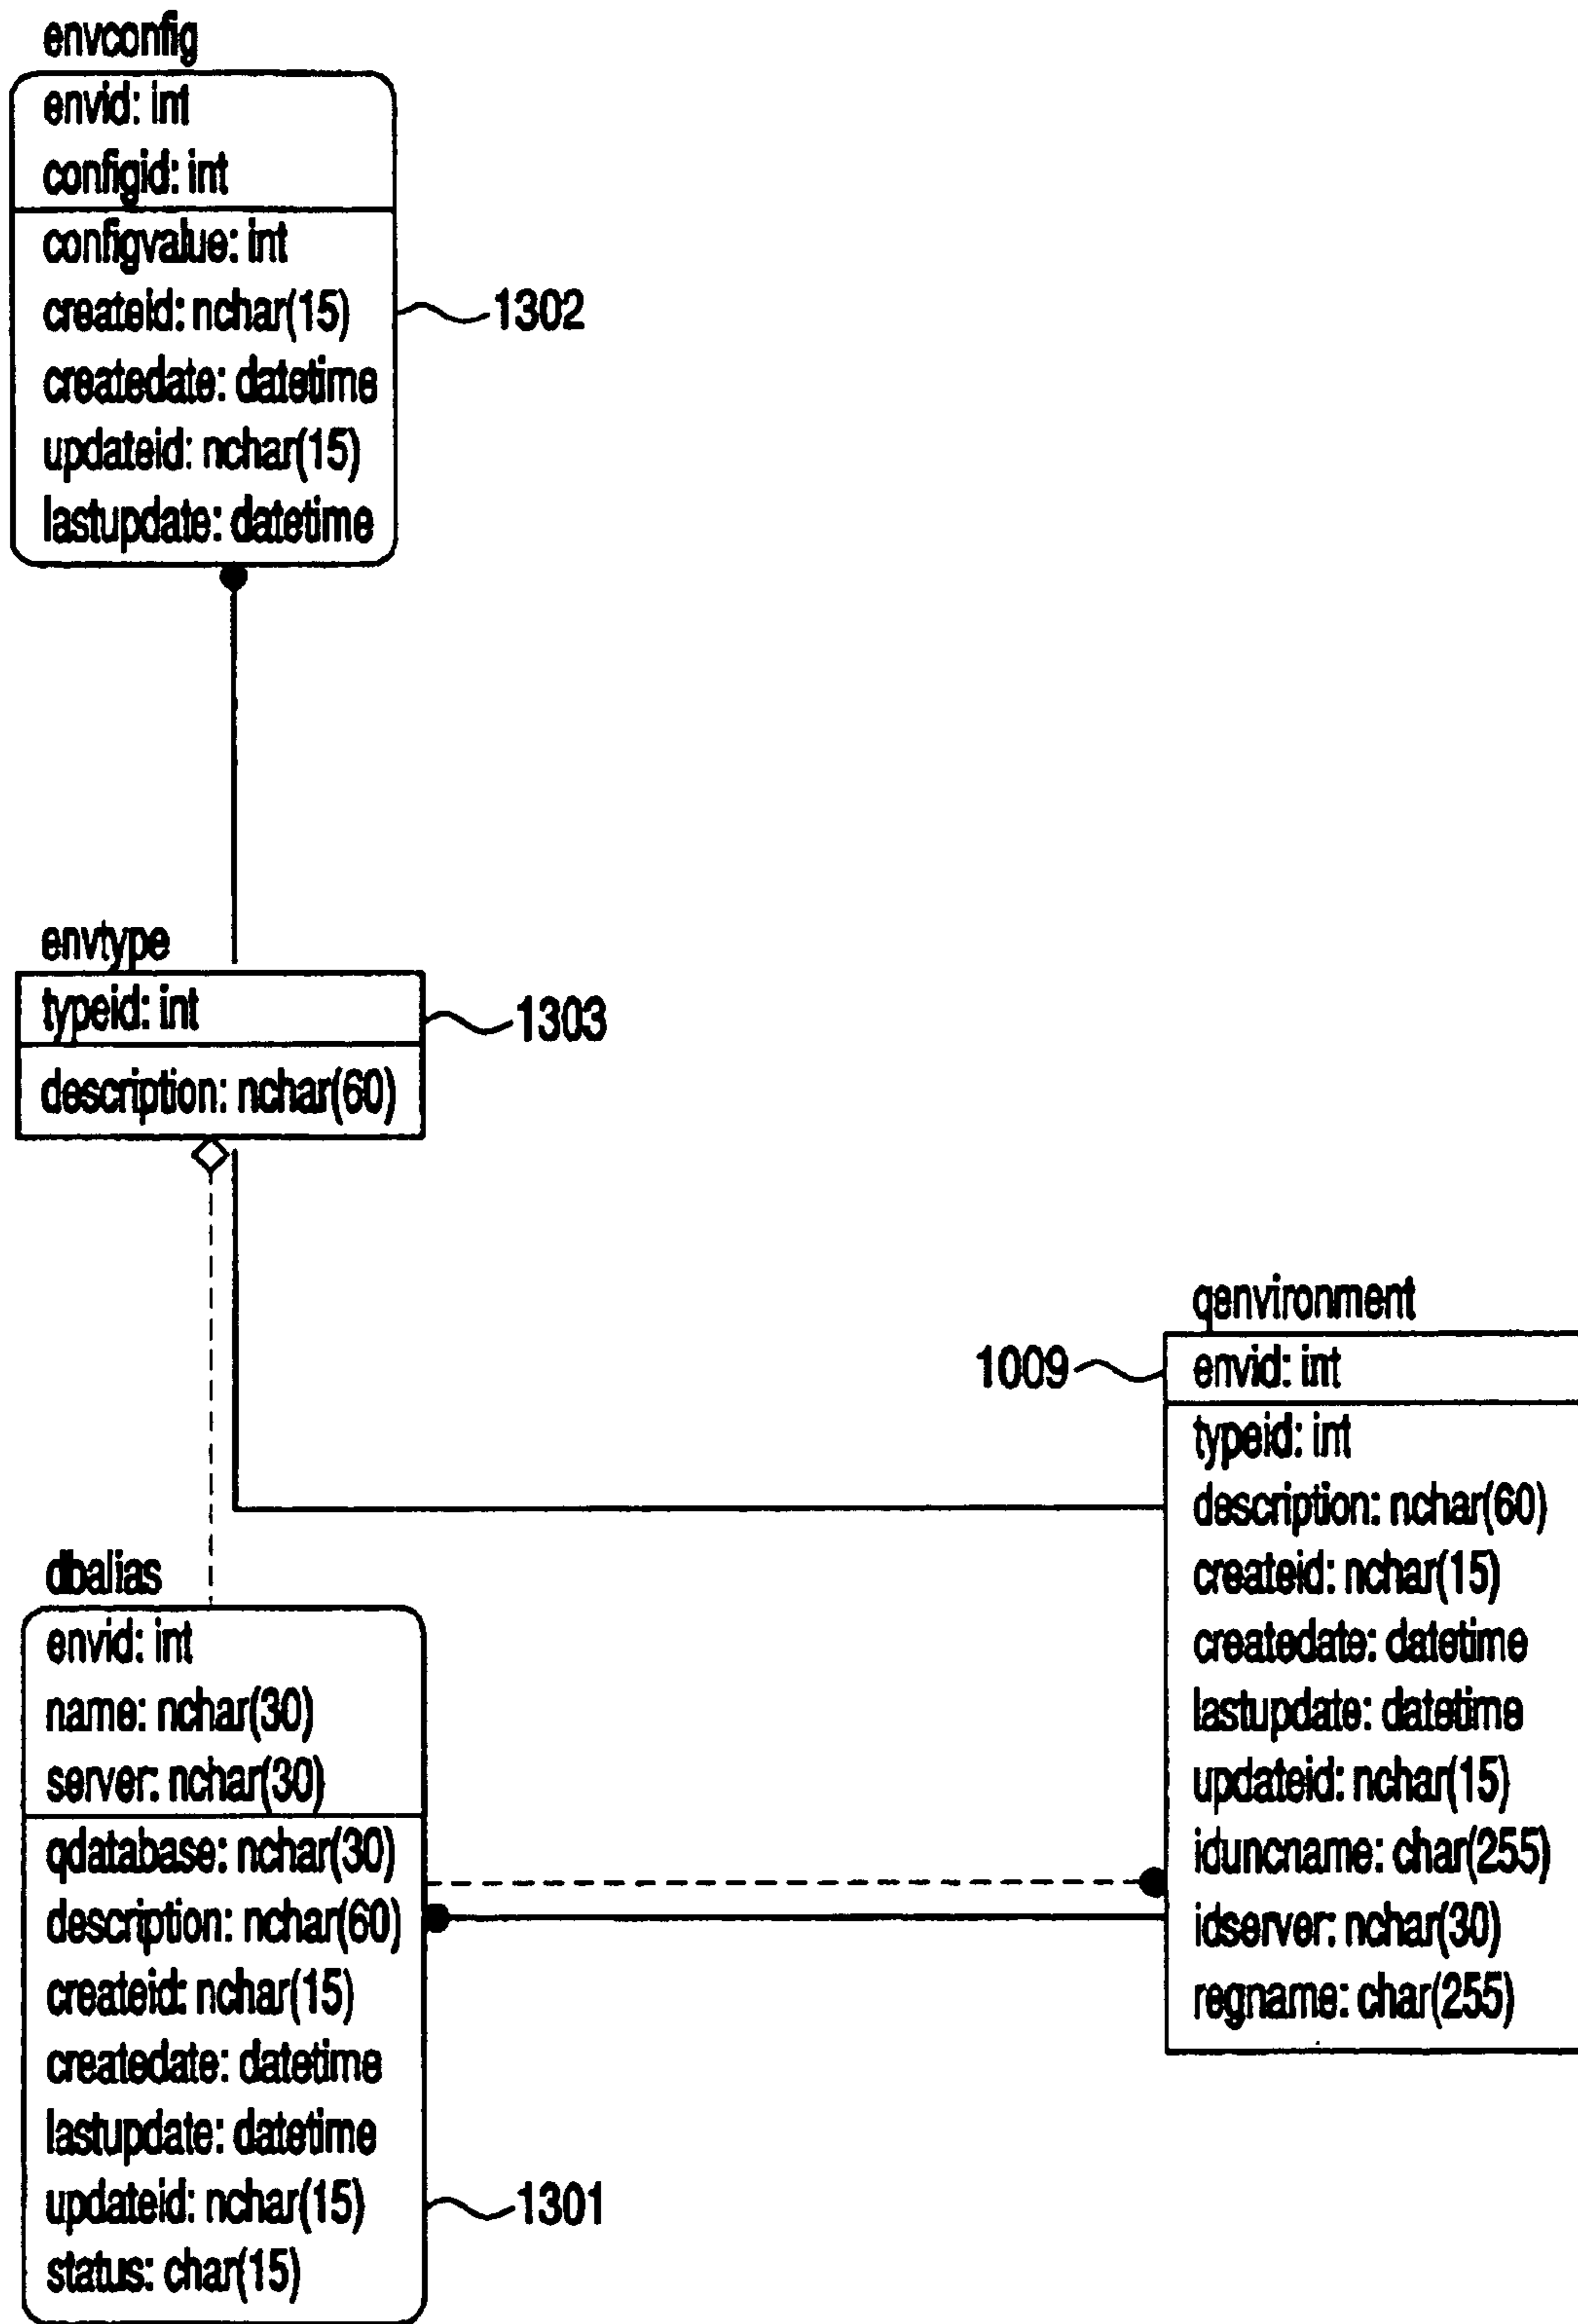 envconfig
envid: int
configid: int
configvalue: int
createid: nchar(15)
createdate: datetime
updateid: nchar(15)
lastupdate: datetime
1302
envtype
typeid: int
description: nchar(60)
1303
qenvironment
envid: int
typeid: int
description: nchar(60)
createid: nchar(15)
createdate: datetime
lastupdate: datetime
updateid: nchar(15)
iduncname: char(255)
idserver: nchar(30)
regname: char(255)
1009
dbalias
envid: int
name: nchar(30)
server: nchar(30)
qdatabase: nchar(30)
description: nchar(60)
createid: nchar(15)
createdate: datetime
lastupdate: datetime
updateid: nchar(15)
status: char(15)
1301